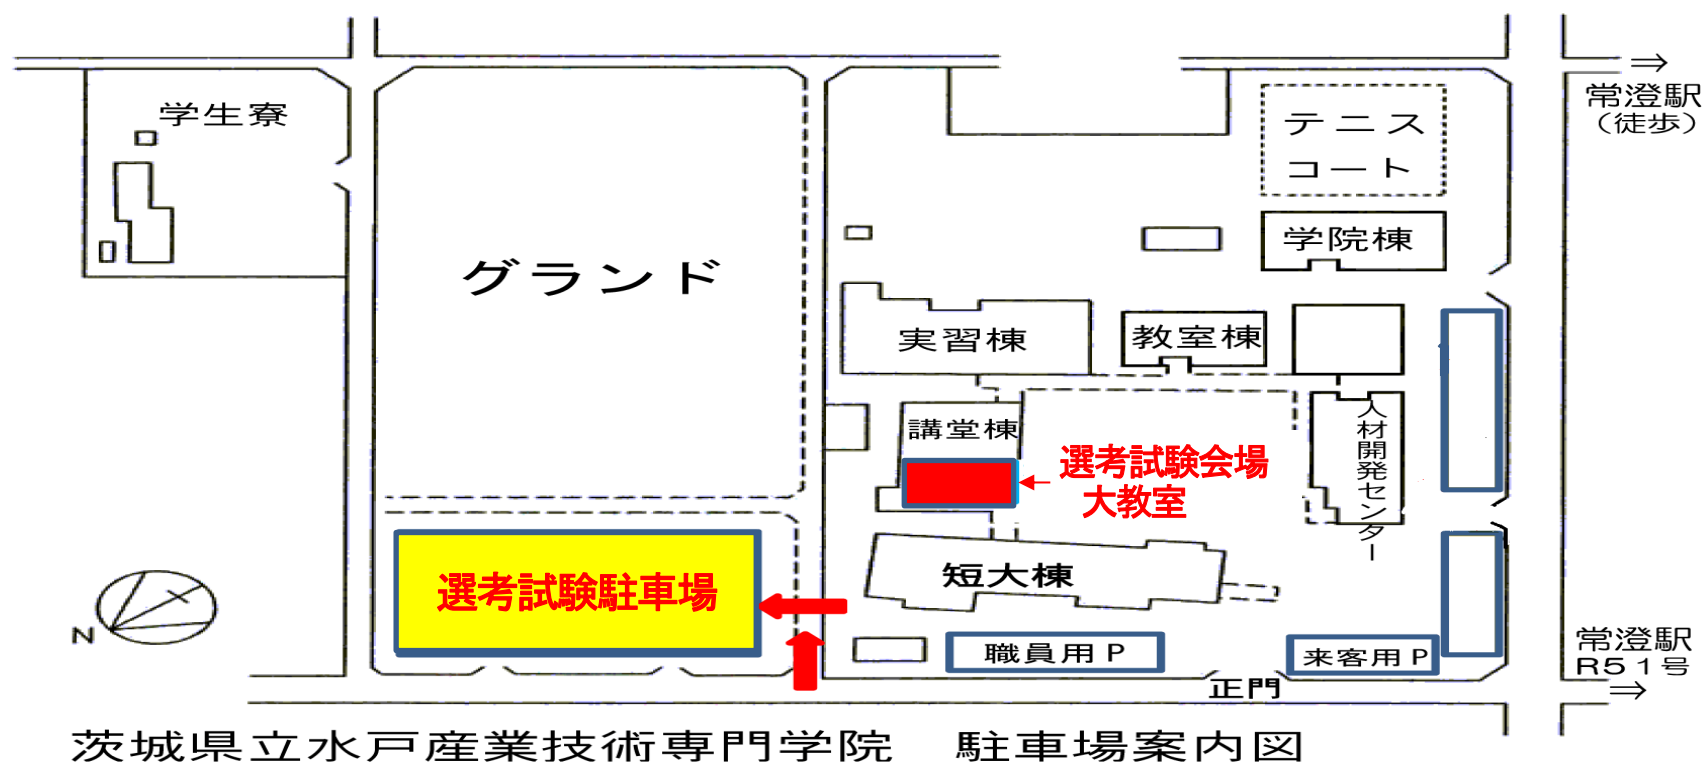 常澄駅
(徒歩)
学生寮
テニス
コート
学院棟
グランド
実習棟
教室棟
人材開発センター
講堂棟
選考試験会場
大教室
短大棟
選考試験駐車場
N
職員用P
来客用P
正門
常澄駅
R51号
茨城県立水戸産業技術専門学院 駐車場案内図